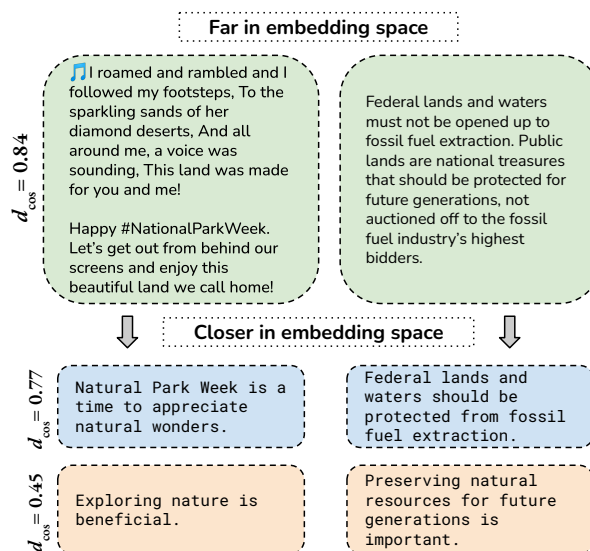 Far in embedding space
d_cos = 0.84
🎵I roamed and rambled and I
followed my footsteps, To the
sparkling sands of her
diamond deserts, And all
around me, a voice was
sounding, This land was made
for you and me!
Happy #NationalParkWeek.
Let's get out from behind our
screens and enjoy this
beautiful land we call home!
Federal lands and waters
must not be opened up to
fossil fuel extraction. Public
lands are national treasures
that should be protected for
future generations, not
auctioned off to the fossil
fuel industry's highest
bidders.
Closer in embedding space
d_cos = 0.77
Natural Park Week is a
time to appreciate
natural wonders.
Federal lands and
waters should be
protected from fossil
fuel extraction.
d_cos = 0.45
Exploring nature is
beneficial.
Preserving natural
resources for future
generations is
important.